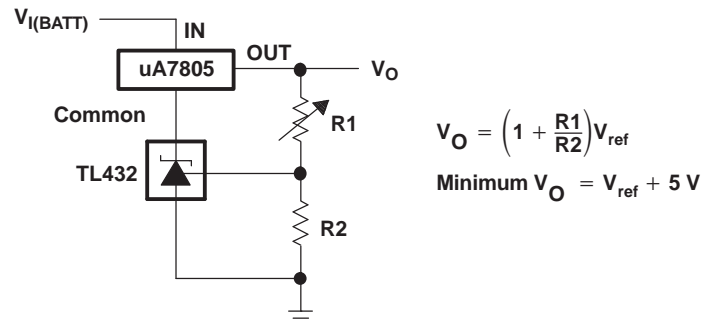 V_I(BATT)
IN
OUT
uA7805
V_O
Common
R1
TL432
R2
V_O = (1 + R1/R2)V_ref
Minimum V_O = V_ref + 5 V